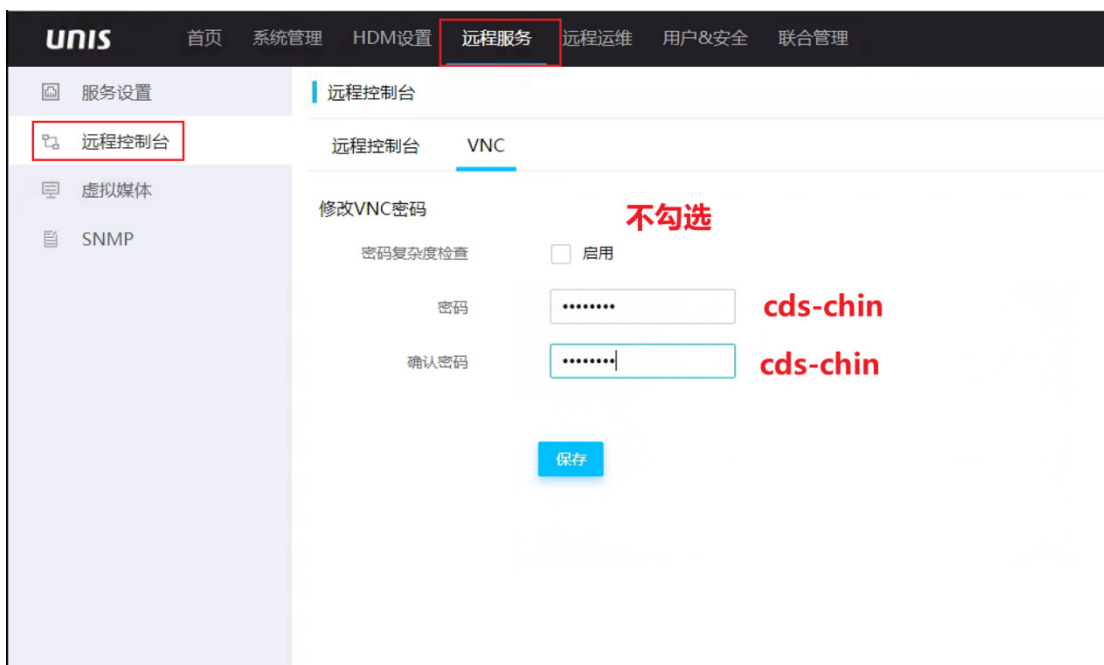 UNIS 首页 系统管理 HDM设置 远程服务 远程运维 用户&安全 联合管理
服务设置
远程控制台
虚拟媒体
SNMP
远程控制台
远程控制台 VNC
修改VNC密码
不勾选
密码复杂度检查 启用
密码 •••••••• cds-chin
确认密码 •••••••• cds-chin
保存